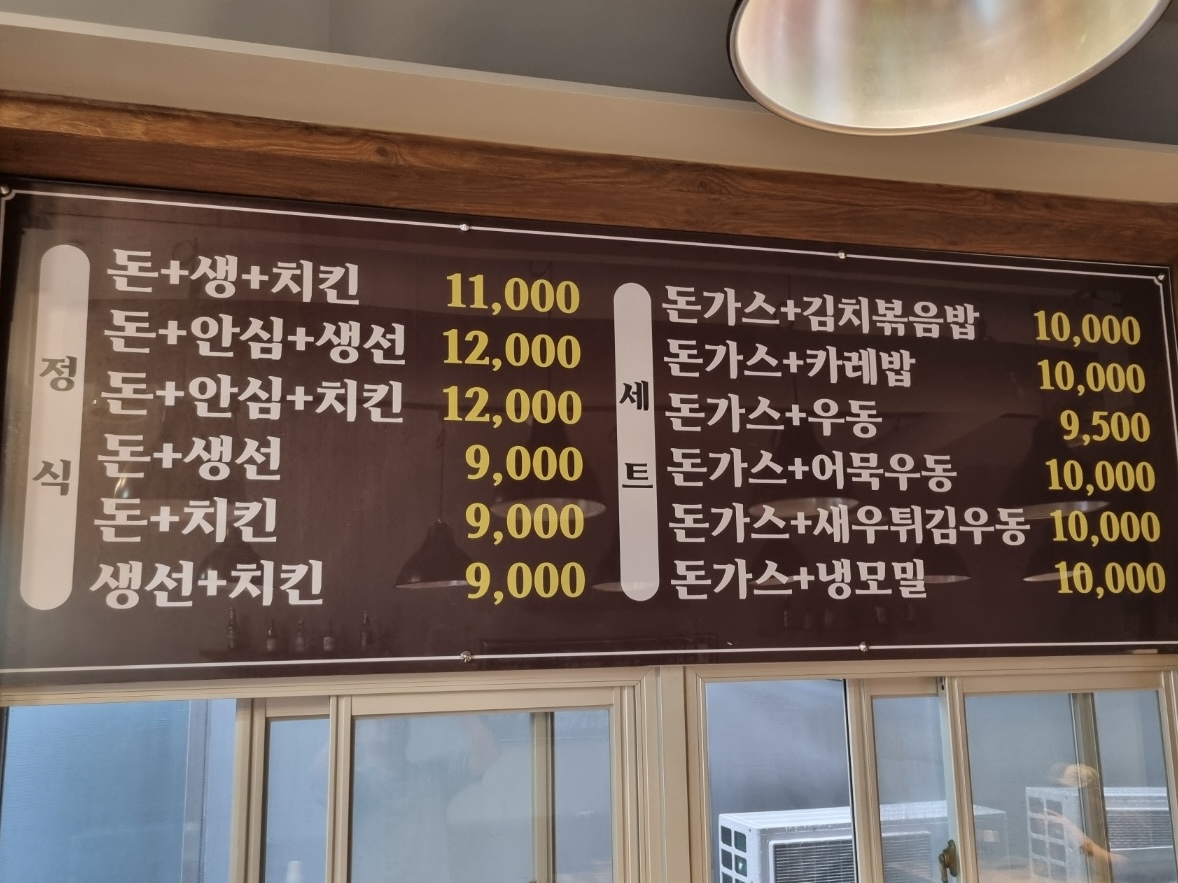 정식
돈+생+치킨 11,000
돈+안심+생선 12,000
돈+안심+치킨 12,000
돈+생선 9,000
돈+치킨 9,000
생선+치킨 9,000
세트
돈가스+김치볶음밥 10,000
돈가스+카레밥 10,000
돈가스+우동 9,500
돈가스+어묵우동 10,000
돈가스+새우튀김우동 10,000
돈가스+냉모밀 10,000